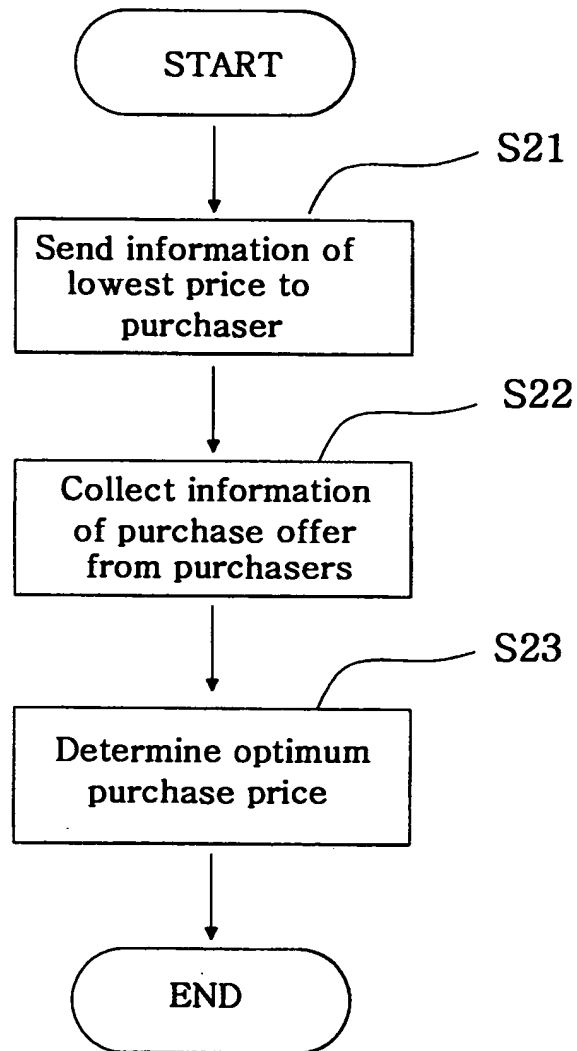 START
S21
Send information of
lowest price to
purchaser
S22
Collect information
of purchase offer
from purchasers
S23
Determine optimum
purchase price
END